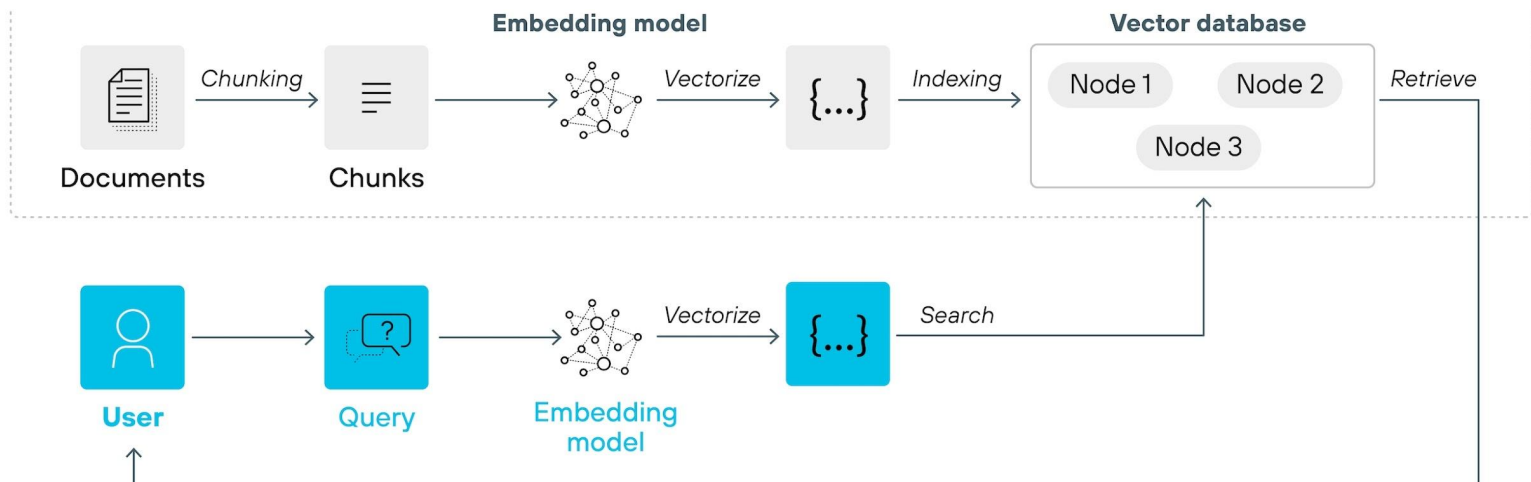 Embedding model
Vector database
Chunking
Vectorize
{...}
Indexing
Node 1
Node 2
Node 3
Retrieve
Documents
Chunks
?
Vectorize
{...}
Search
User
Query
Embedding
model